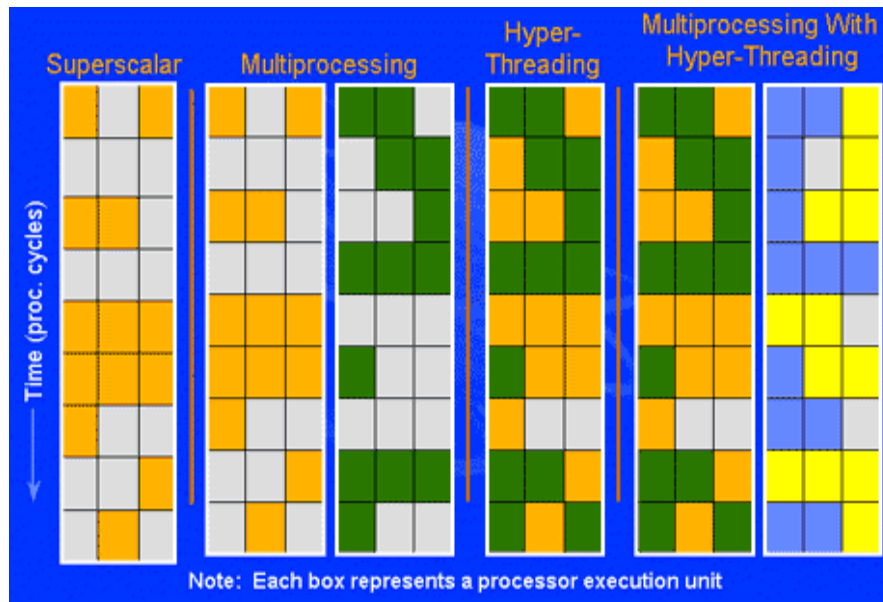 Superscalar
Multiprocessing
Hyper-
Threading
Multiprocessing With
Hyper-Threading
Time (proc. cycles)
Note: Each box represents a processor execution unit